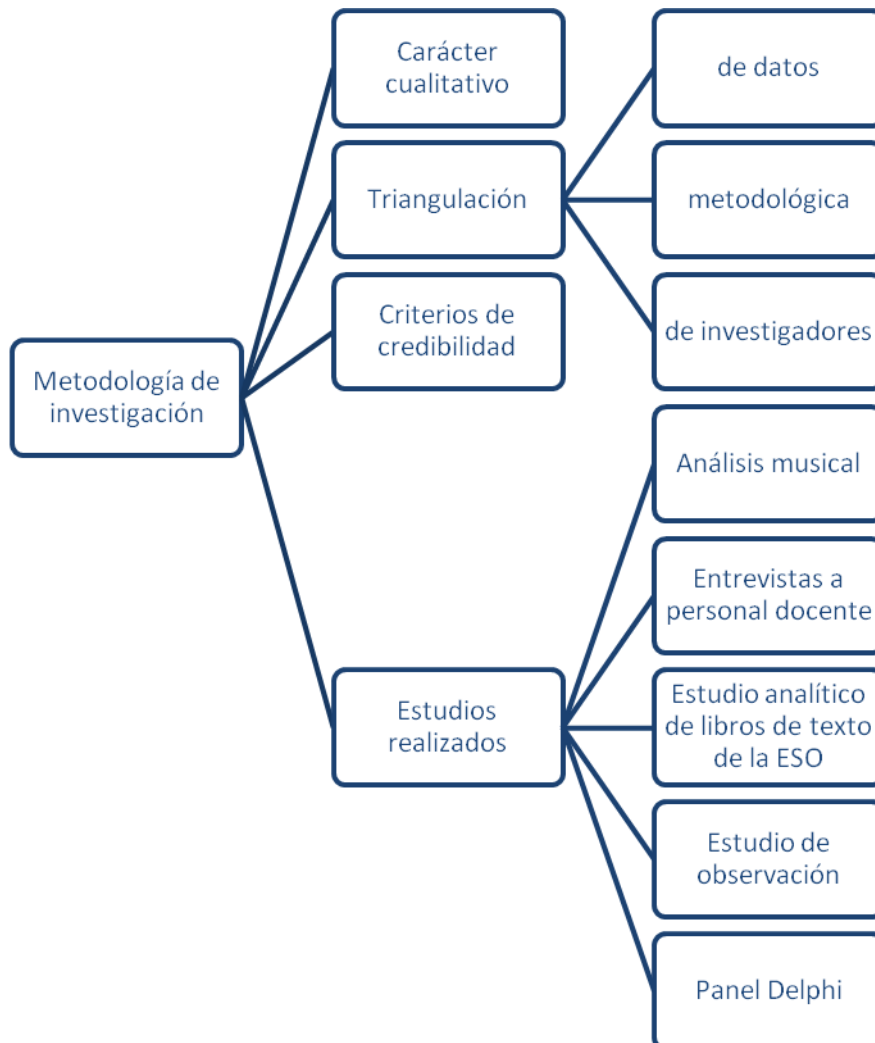 Metodología de
investigación
Carácter
cualitativo
Triangulación
de datos
metodológica
de investigadores
Criterios de
credibilidad
Estudios
realizados
Análisis musical
Entrevistas a
personal docente
Estudio analítico
de libros de texto
de la ESO
Estudio de
observación
Panel Delphi